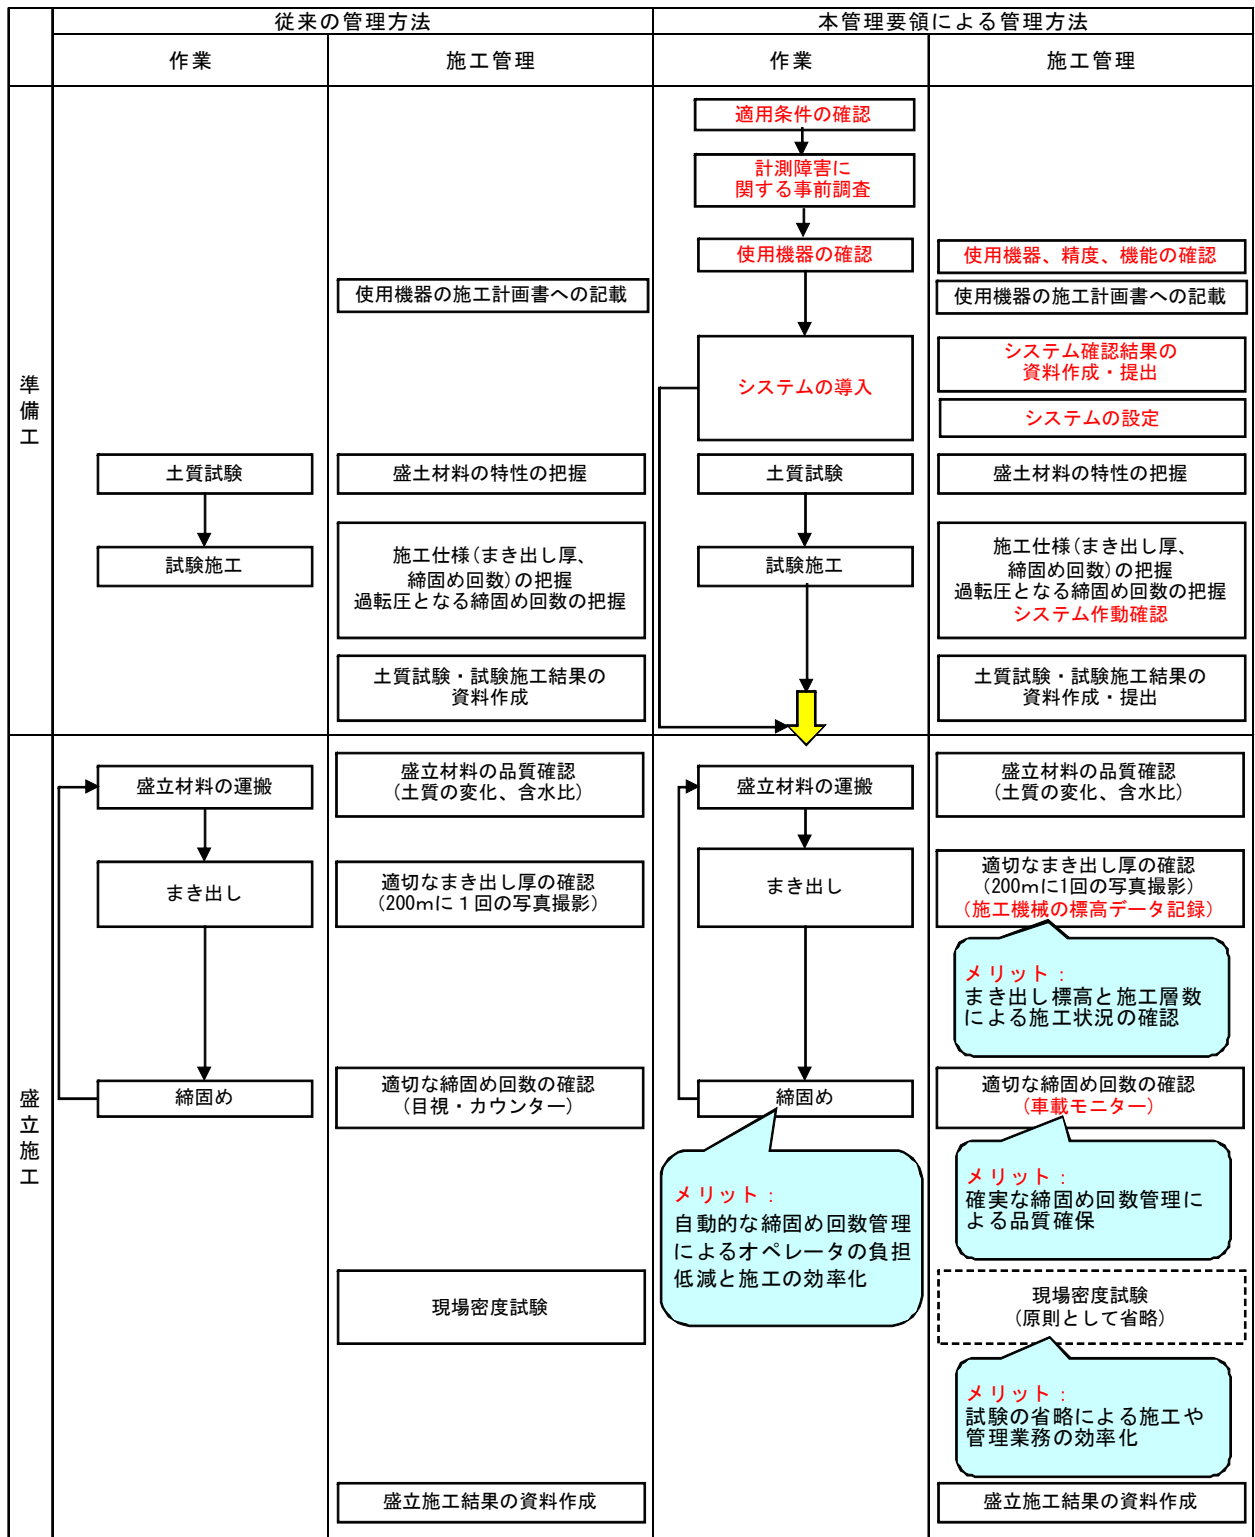 従来の管理方法
本管理要領による管理方法
作業
施工管理
作業
施工管理
準備工
適用条件の確認
計測障害に
関する事前調査
使用機器の確認
使用機器、精度、機能の確認
使用機器の施工計画書への記載
使用機器の施工計画書への記載
システムの導入
システム確認結果の
資料作成・提出
システムの設定
土質試験
盛土材料の特性の把握
土質試験
盛土材料の特性の把握
試験施工
施工仕様(まき出し厚、
締固め回数)の把握
過転圧となる締固め回数の把握
試験施工
施工仕様(まき出し厚、
締固め回数)の把握
過転圧となる締固め回数の把握
システム作動確認
土質試験・試験施工結果の
資料作成
土質試験・試験施工結果の
資料作成・提出
盛立施工
盛立材料の運搬
盛立材料の品質確認
(土質の変化、含水比)
盛立材料の運搬
盛立材料の品質確認
(土質の変化、含水比)
まき出し
適切なまき出し厚の確認
(200mに1回の写真撮影)
まき出し
適切なまき出し厚の確認
(200mに1回の写真撮影)
(施工機械の標高データ記録)
メリット：
まき出し標高と施工層数
による施工状況の確認
締固め
適切な締固め回数の確認
(目視・カウンター)
締固め
適切な締固め回数の確認
(車載モニター)
メリット：
自動的な締固め回数管理
によるオペレータの負担
低減と施工の効率化
メリット：
確実な締固め回数管理に
よる品質確保
現場密度試験
現場密度試験
(原則として省略)
メリット：
試験の省略による施工や
管理業務の効率化
盛立施工結果の資料作成
盛立施工結果の資料作成